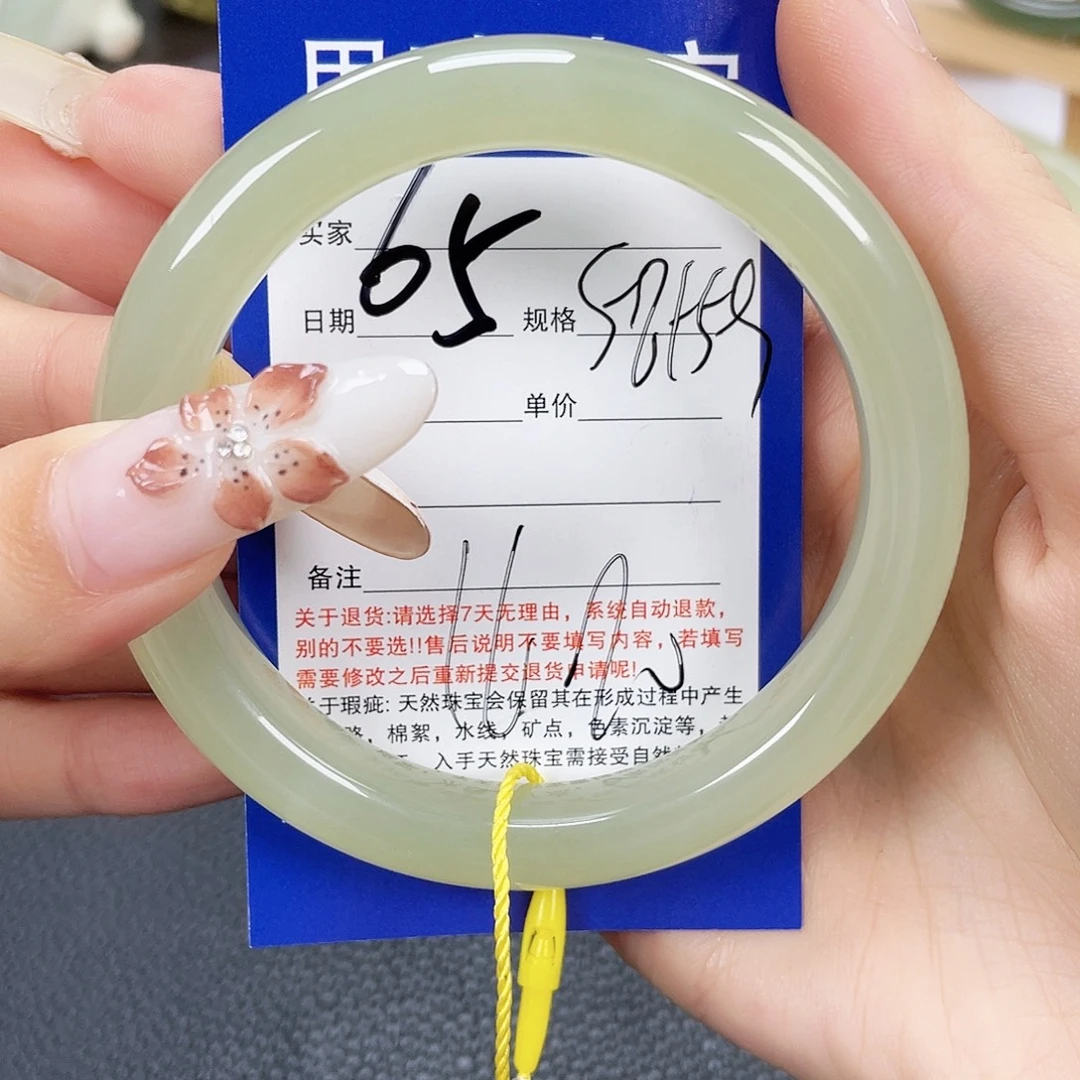 买家
05
日期 规格
单价
备注
关于退货:请选择7天无理由，系统自动退款，
别的不要选!!售后说明不要填写内容，若填写
需要修改之后重新提交退货申请呢!
于瑕疵: 天然珠宝会保留其在形成过程中产生
，棉絮，水线，矿点，色素沉淀等，
入手天然珠宝需接受自然